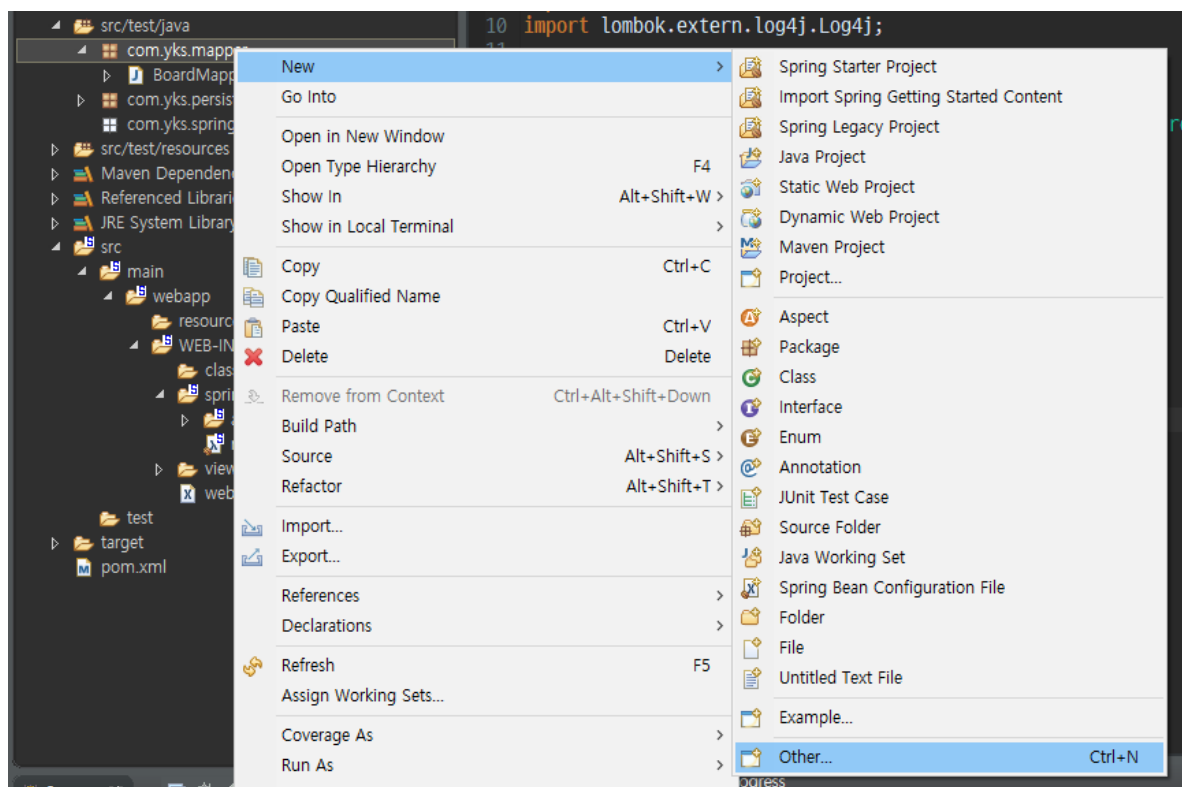 src/test/java
com.yks.mapper
BoardMapp
com.yks.persis
com.yks.spring
src/test/resources
Maven Dependen
Referenced Librari
JRE System Library
src
main
webapp
resourc
WEB-IN
clas
spri
view
web
test
target
pom.xml
10 import lombok.extern.log4j.Log4j;
11
New
Go Into
Open in New Window
Open Type Hierarchy F4
Show In Alt+Shift+W
Show in Local Terminal
Copy Ctrl+C
Copy Qualified Name
Paste Ctrl+V
Delete Delete
Remove from Context Ctrl+Alt+Shift+Down
Build Path
Source Alt+Shift+S
Refactor Alt+Shift+T
Import...
Export...
References
Declarations
Refresh F5
Assign Working Sets...
Coverage As
Run As
Spring Starter Project
Import Spring Getting Started Content
Spring Legacy Project
Java Project
Static Web Project
Dynamic Web Project
Maven Project
Project...
Aspect
Package
Class
Interface
Enum
Annotation
JUnit Test Case
Source Folder
Java Working Set
Spring Bean Configuration File
Folder
File
Untitled Text File
Example...
Other... Ctrl+N